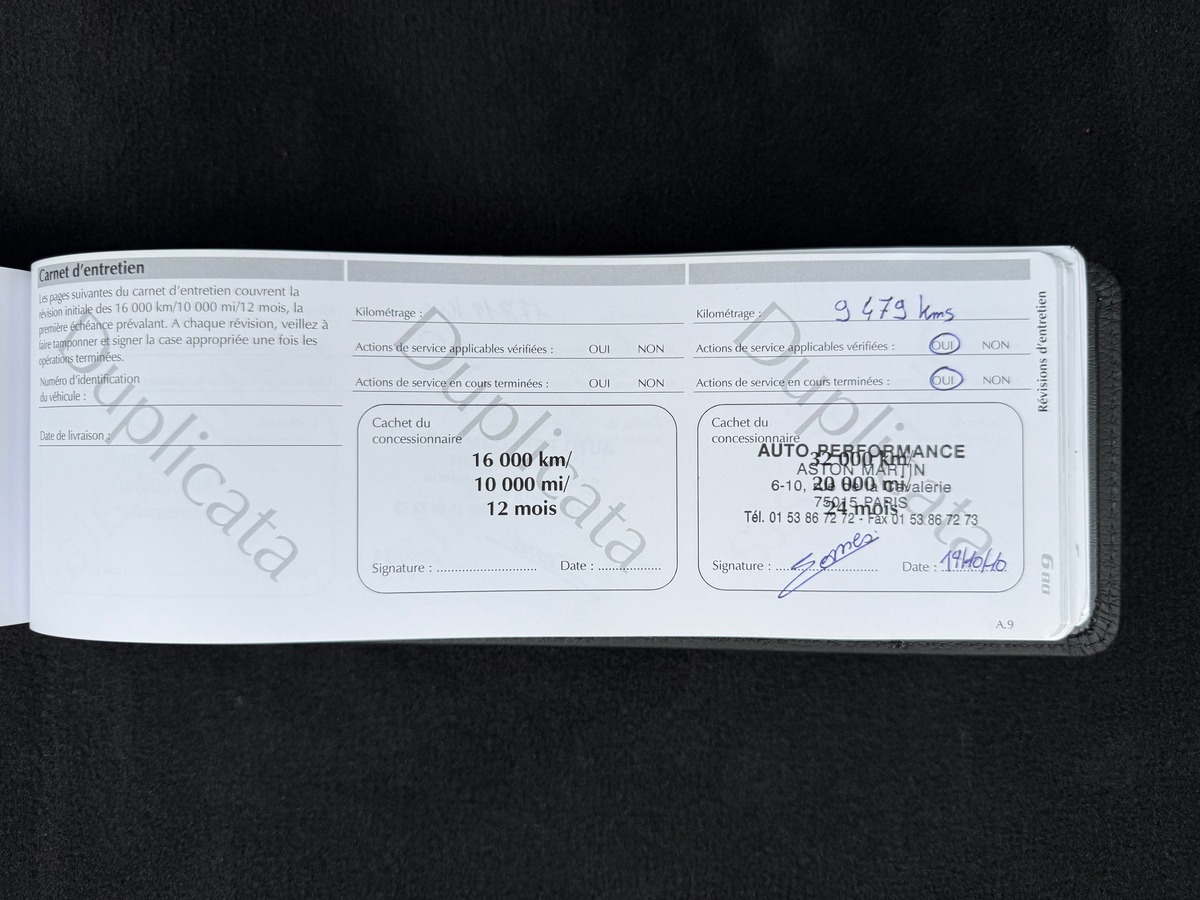 Carnet d'entretien
Les pages suivantes du carnet d'entretien couvrent la
révision initiale des 16 000 km/10 000 mi/12 mois, la
première échéance prévalant. A chaque révision, veillez à
faire tamponner et signer la case appropriée une fois les
opérations terminées.
Numéro d'identification
du véhicule :
Date de livraison :
Duplicata
Kilométrage :
Actions de service applicables vérifiées : OUI NON
Actions de service en cours terminées : OUI NON
Cachet du
concessionnaire
16 000 km/
10 000 mi/
12 mois
Signature : Date :
Duplicata
Kilométrage : 9 479 kms
Actions de service applicables vérifiées : OUI NON
Actions de service en cours terminées : OUI NON
Cachet du
concessionnaire
32 000 km/
20 000 mi/
24 mois
AUTO PERFORMANCE
ASTON MARTIN
6-10, rue de la Cavalerie
75015 PARIS
Tél. 01 53 86 72 72 - Fax 01 53 86 72 73
Signature : Date :
Duplicata
Révisions d'entretien
DB9
A.9